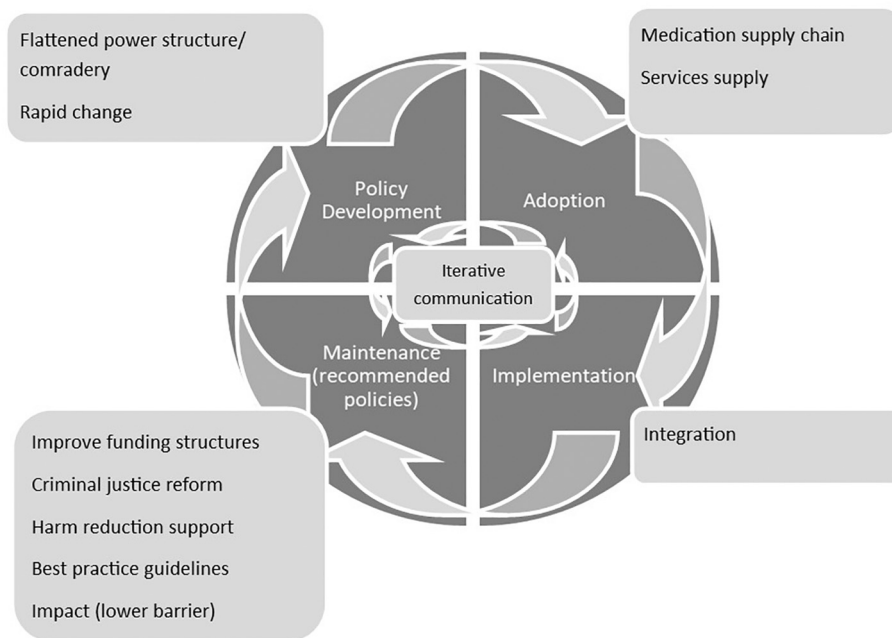 Flattened power structure/
comradery
Rapid change
Medication supply chain
Services supply
Policy
Development
Adoption
Iterative
communication
Maintenance
(recommended
policies)
Implementation
Improve funding structures
Criminal justice reform
Harm reduction support
Best practice guidelines
Impact (lower barrier)
Integration